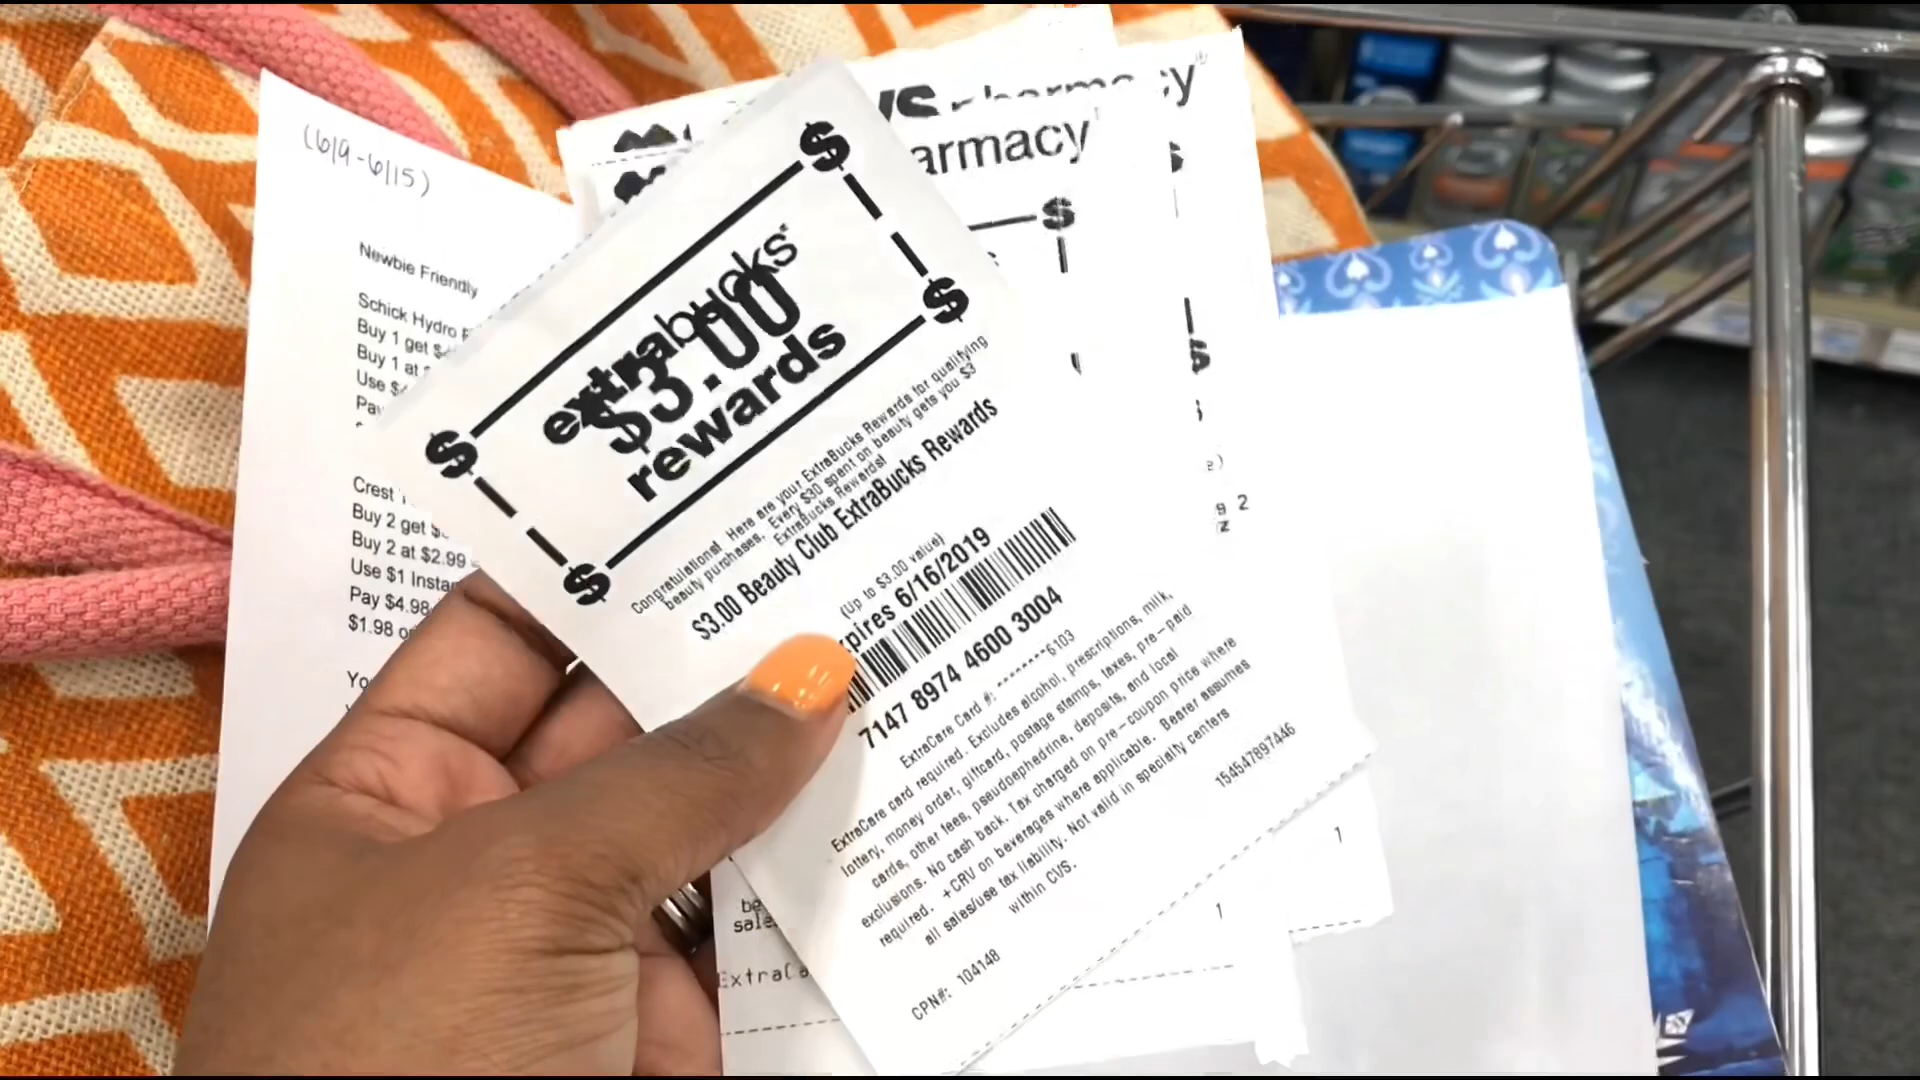 (6/9-6/15)
Newbie Friendly
Schick Hydro
Buy 1 get
Buy 1 at
Use
Pay
Crest
Buy 2 get
Buy 2 at $2.99
Use $1
Pay $4.98
$1.98
pharmacy
extrabucks
$3.00
rewards
Congratulations! Here are your ExtraBucks Rewards for qualifying
beauty purchases. Every $30 spent on beauty gets you $3
ExtraBucks Rewards!
$3.00 Beauty Club ExtraBucks Rewards
(Up to $3.00 value)
xpires 6/16/2019
7147 8974 4600 3004
ExtraCare Card #: ********6103
ExtraCare card required. Excludes alcohol, prescriptions, milk,
lottery, money order, giftcard, postage stamps, taxes, pre-paid
cards, other fees, pseudoephedrine, deposits, and local
exclusions. No cash back. Tax charged on pre-coupon price where
required. +CRV on beverages where applicable. Bearer assumes
all sales/use tax liability. Not valid in specialty centers
within CVS.
154547897446
CPN#: 104148
1
1